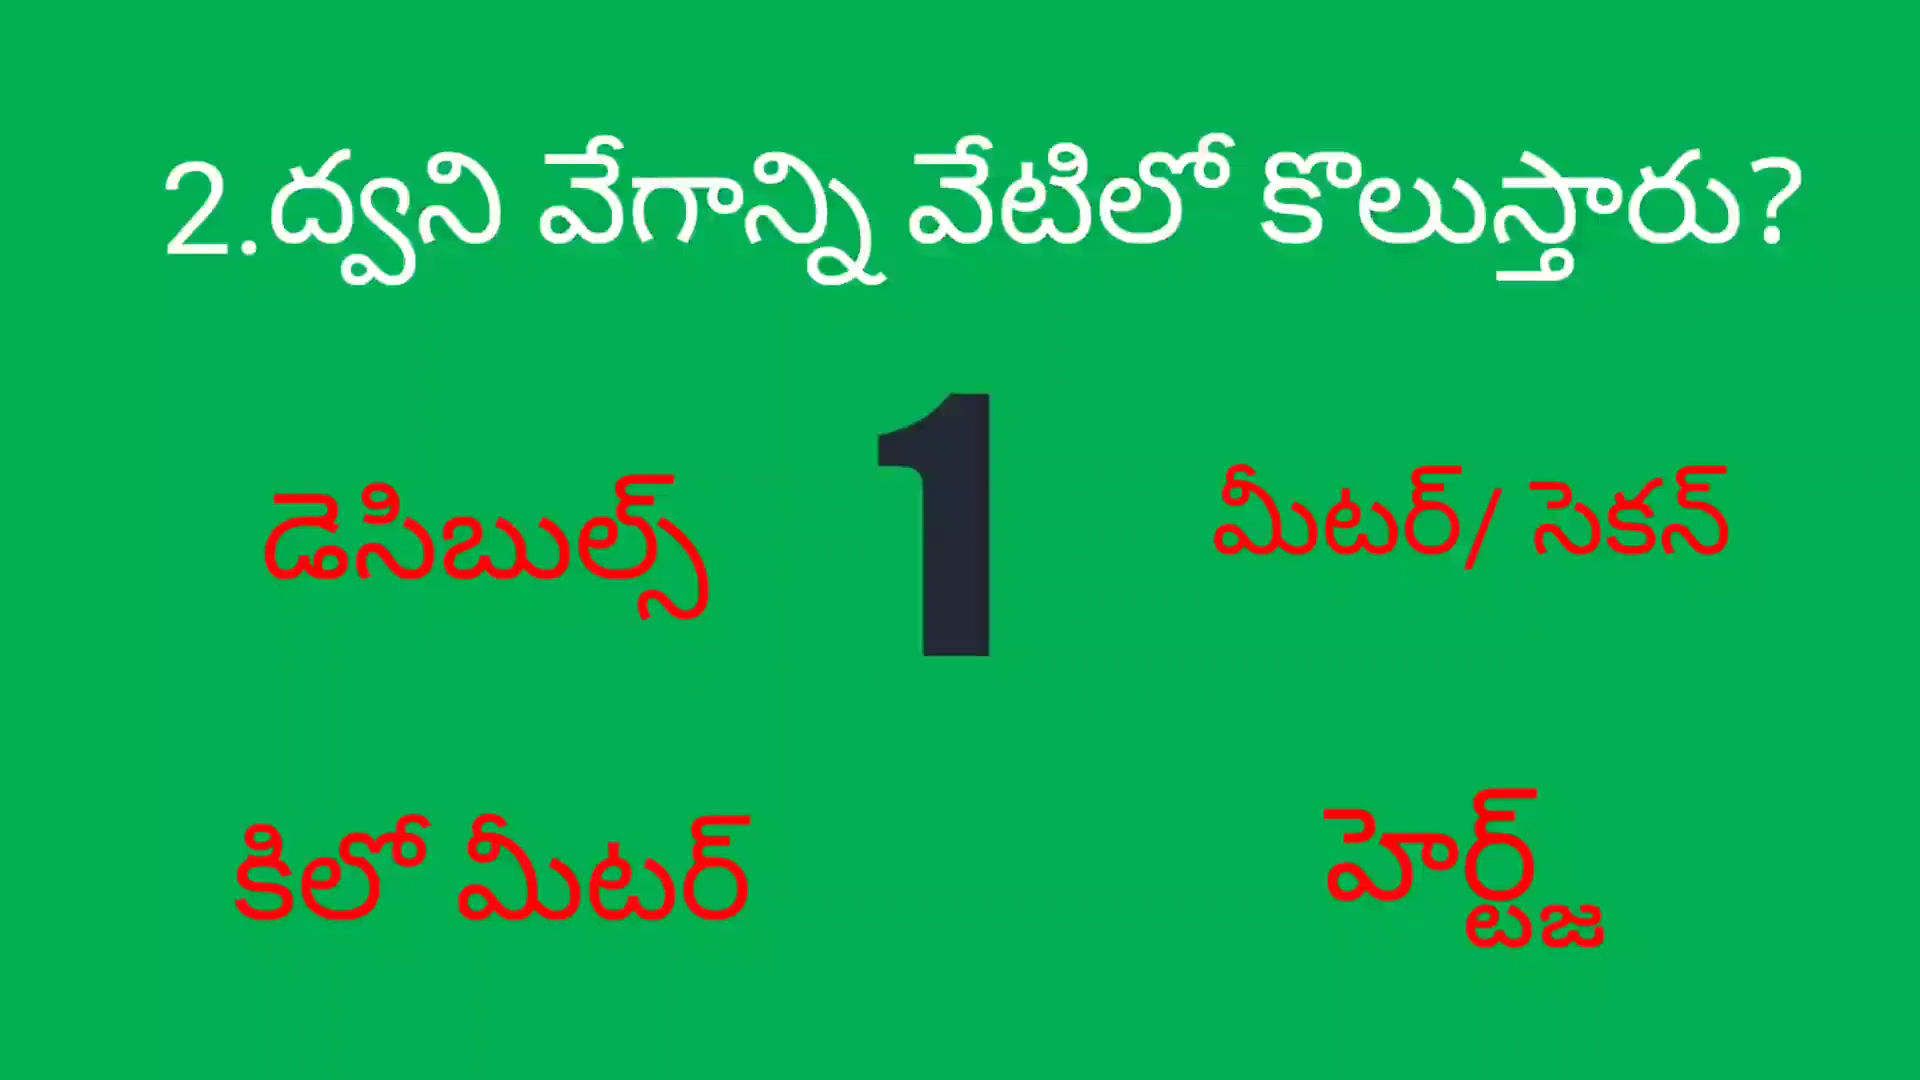 2.ద్వని వేగాన్ని వేటిలో కొలుస్తారు?
1
డెసిబుల్స్
మీటర్/ సెకన్
కిలో మీటర్
హెర్ట్జ్